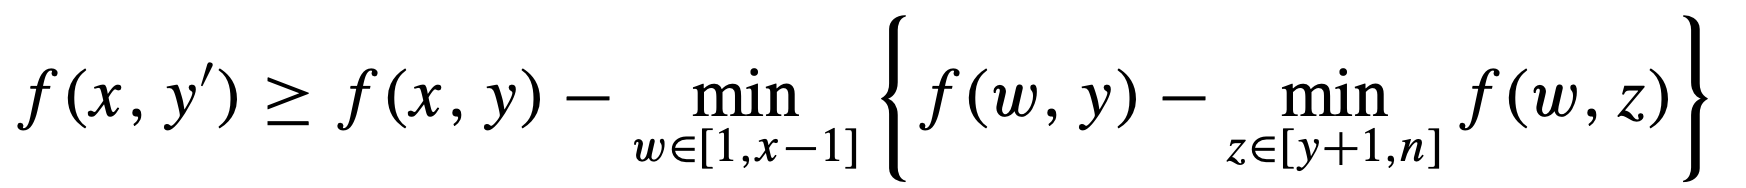 f(x, y′) ≥ f(x, y) − min_{w∈[1,x−1]} { f(w, y) − min_{z∈[y+1,n]} f(w, z) }